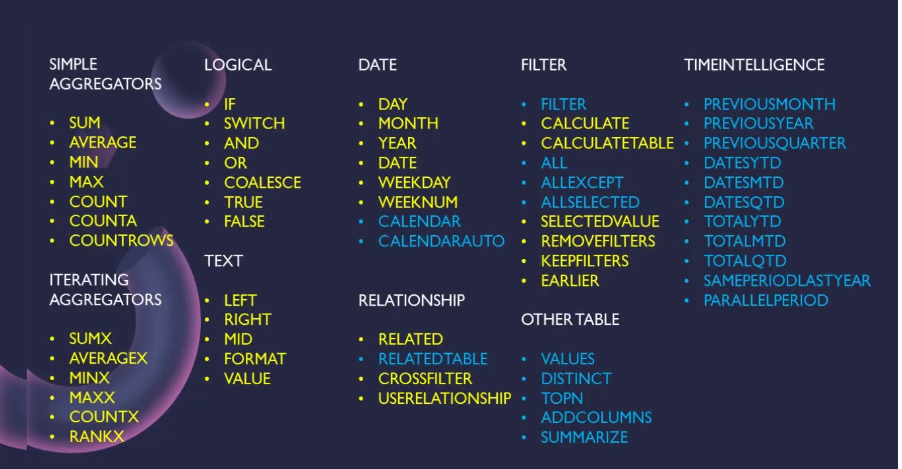 SIMPLE
AGGREGATORS
• SUM
• AVERAGE
• MIN
• MAX
• COUNT
• COUNTA
• COUNTROWS
ITERATING
AGGREGATORS
• SUMX
• AVERAGEX
• MINX
• MAXX
• COUNTX
• RANKX
LOGICAL
• IF
• SWITCH
• AND
• OR
• COALESCE
• TRUE
• FALSE
TEXT
• LEFT
• RIGHT
• MID
• FORMAT
• VALUE
DATE
• DAY
• MONTH
• YEAR
• DATE
• WEEKDAY
• WEEKNUM
• CALENDAR
• CALENDARAUTO
RELATIONSHIP
• RELATED
• RELATEDTABLE
• CROSSFILTER
• USERELATIONSHIP
FILTER
• FILTER
• CALCULATE
• CALCULATETABLE
• ALL
• ALLEXCEPT
• ALLSELECTED
• SELECTEDVALUE
• REMOVEFILTERS
• KEEPFILTERS
• EARLIER
OTHER TABLE
• VALUES
• DISTINCT
• TOPN
• ADDCOLUMNS
• SUMMARIZE
TIMEINTELLIGENCE
• PREVIOUSMONTH
• PREVIOUSYEAR
• PREVIOUSQUARTER
• DATESYTD
• DATESMTD
• DATESQTD
• TOTALYTD
• TOTALMTD
• TOTALQTD
• SAMEPERIODLASTYEAR
• PARALLELPERIOD